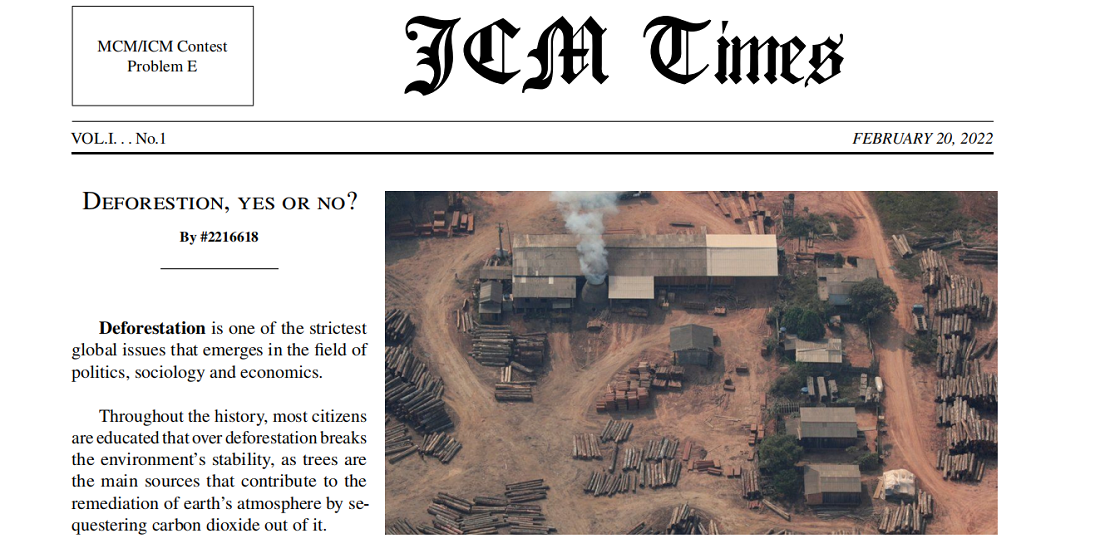 MCM/ICM Contest
Problem E
ICM Times
VOL.I. . . No.1
FEBRUARY 20, 2022
DEFORESTION, YES OR NO?
By #2216618
Deforestation is one of the strictest
global issues that emerges in the field of
politics, sociology and economics.
Throughout the history, most citizens
are educated that over deforestation breaks
the environment's stability, as trees are
the main sources that contribute to the
remediation of earth's atmosphere by se-
questering carbon dioxide out of it.